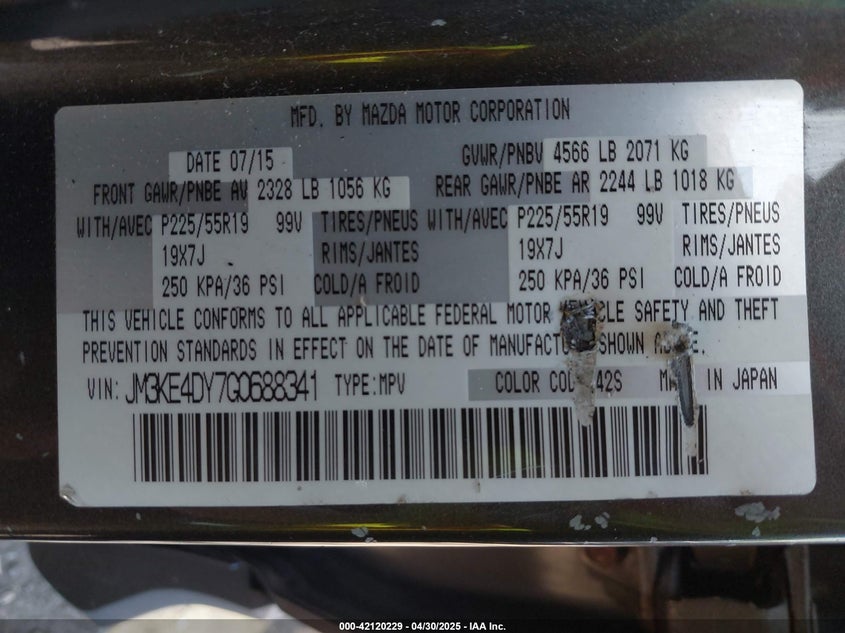 MFD. BY MAZDA MOTOR CORPORATION
DATE 07/15 GVWR/PNBV 4566 LB 2071 KG
FRONT GAWR/PNBE AV 2328 LB 1056 KG REAR GAWR/PNBE AR 2244 LB 1018 KG
WITH/AVEC P225/55R19 99V TIRES/PNEUS WITH/AVEC P225/55R19 99V TIRES/PNEUS
19X7J RIMS/JANTES 19X7J RIMS/JANTES
250 KPA/36 PSI COLD/A FROID 250 KPA/36 PSI COLD/A FROID
THIS VEHICLE CONFORMS TO ALL APPLICABLE FEDERAL MOTOR SAFETY AND THEFT
PREVENTION STANDARDS IN EFFECT ON THE DATE OF SHOWN
VIN: JM3KE4DY7G0688341 TYPE:MPV COLOR 42S IN JAPAN
000-42120229 - 04/30/2025 - IAA Inc.